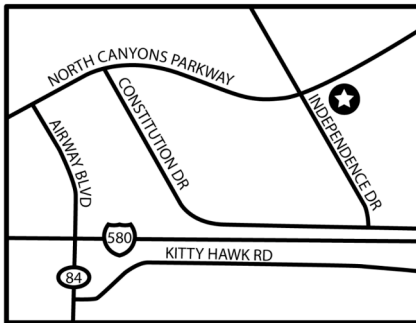 NORTH CANYONS PARKWAY
CONSTITUTION DR
INDEPENDENCE DR
AIRWAY BLVD
580
KITTY HAWK RD
84